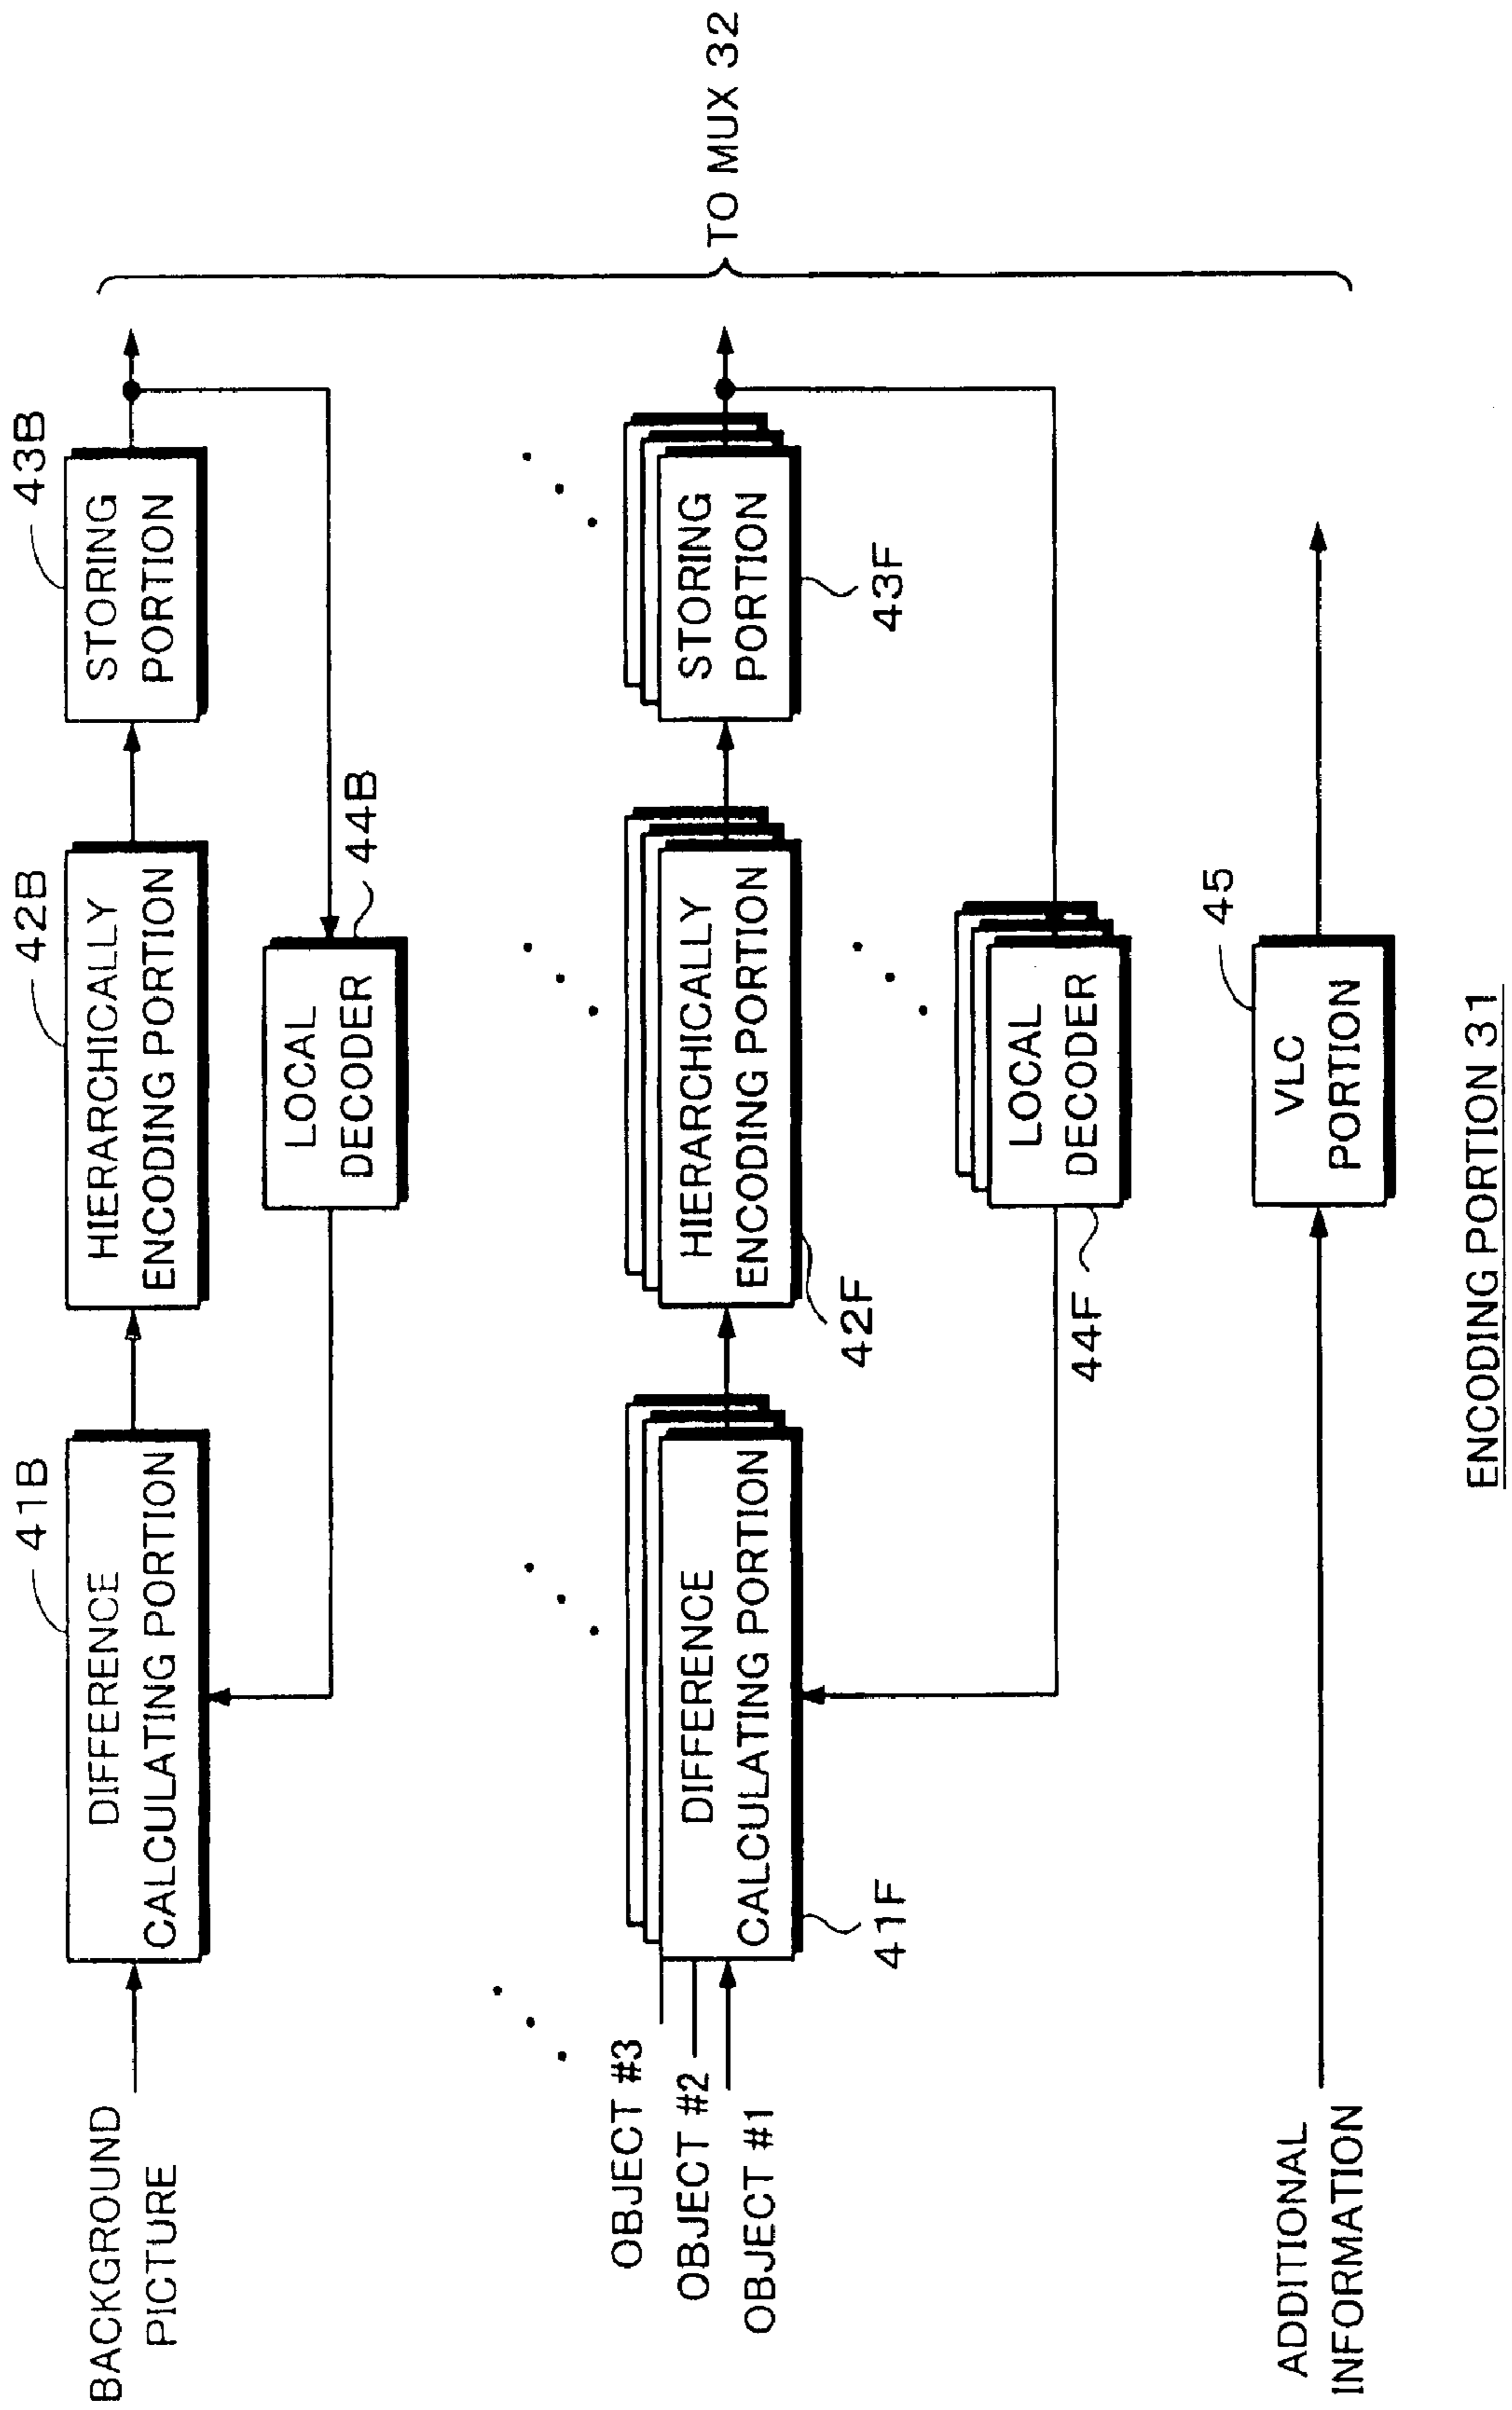 41B
42B
43B
BACKGROUND
PICTURE
DIFFERENCE
CALCULATING PORTION
HIERARCHICALLY
ENCODING PORTION
STORING
PORTION
LOCAL
DECODER
44B
OBJECT #3
OBJECT #2
OBJECT #1
DIFFERENCE
CALCULATING PORTION
HIERARCHICALLY
ENCODING PORTION
STORING
PORTION
TO MUX 32
41F
42F
43F
LOCAL
DECODER
44F
45
ADDITIONAL
INFORMATION
VLC
PORTION
ENCODING PORTION 31